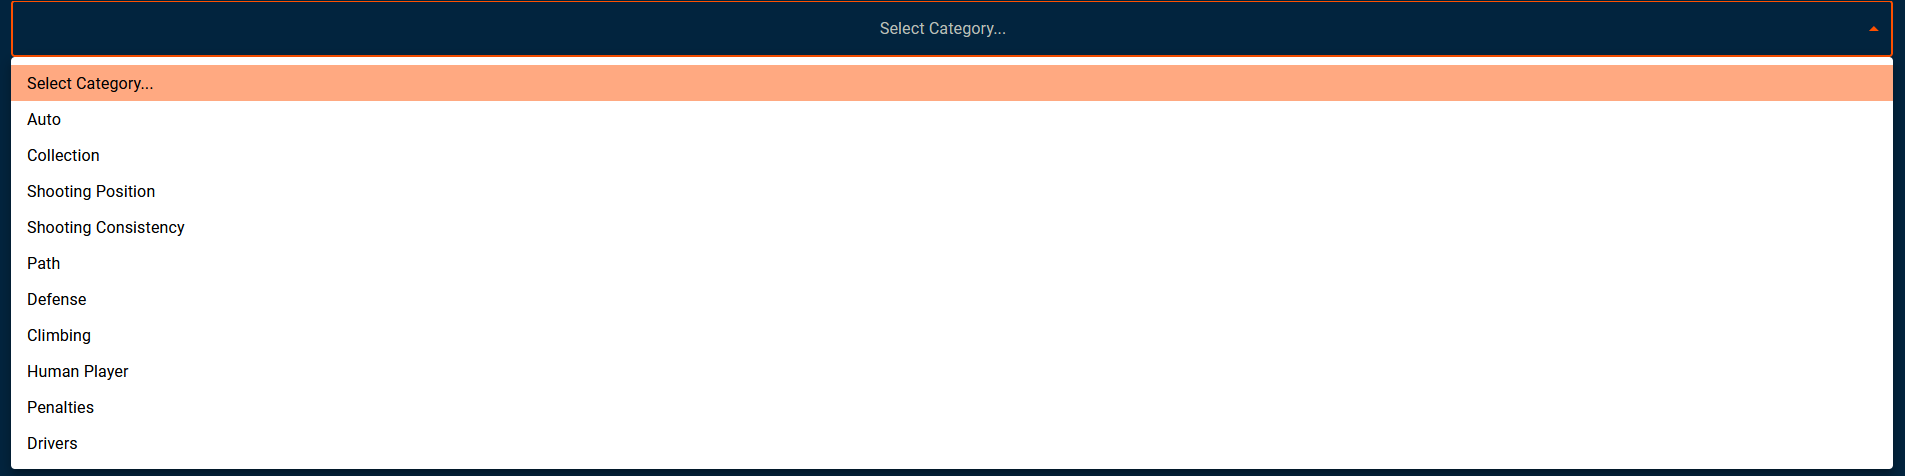 Select Category...
Select Category...
Auto
Collection
Shooting Position
Shooting Consistency
Path
Defense
Climbing
Human Player
Penalties
Drivers